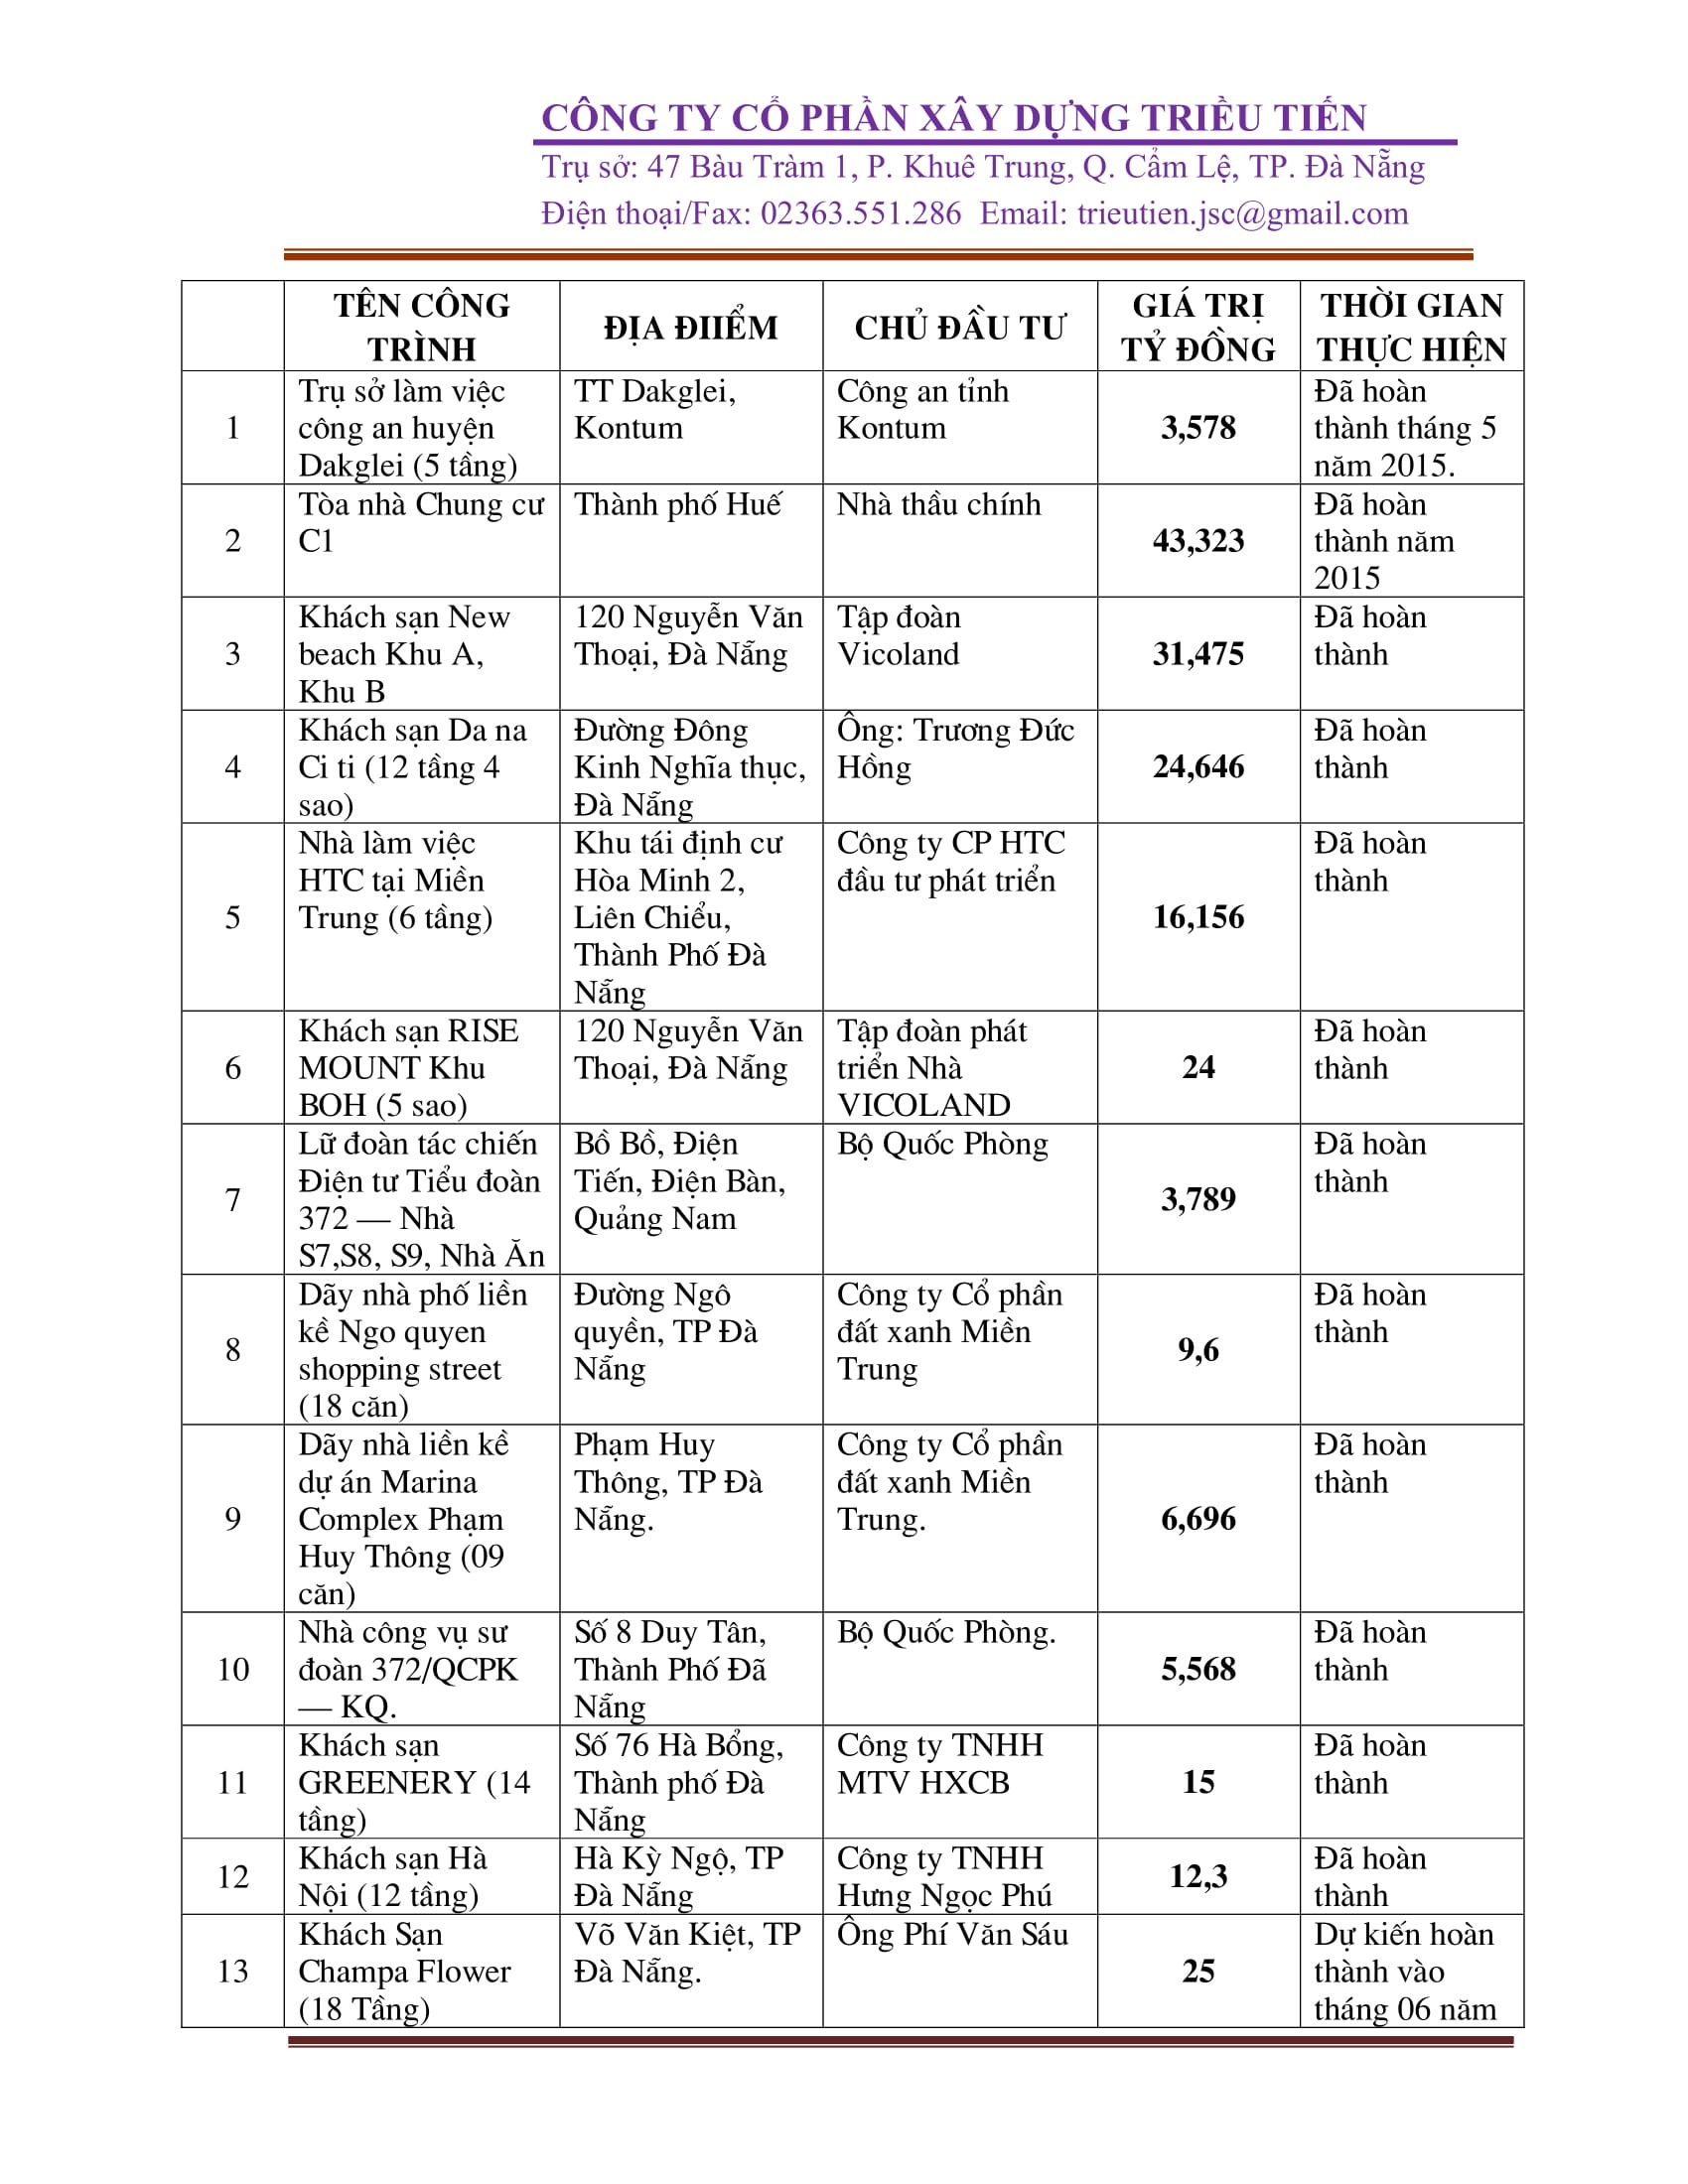 CÔNG TY CỔ PHẦN XÂY DỰNG TRIỀU TIẾN
Trụ sở: 47 Bàu Tràm 1, P. Khuê Trung, Q. Cẩm Lệ, TP. Đà Nẵng
Điện thoại/Fax: 02363.551.286 Email: trieutien.jsc@gmail.com
TÊN CÔNG
TRÌNH
ĐỊA ĐIIỂM
CHỦ ĐẦU TƯ
GIÁ TRỊ
TỶ ĐỒNG
THỜI GIAN
THỰC HIỆN
1
Trụ sở làm việc
công an huyện
Dakglei (5 tầng)
TT Dakglei,
Kontum
Công an tỉnh
Kontum
3,578
Đã hoàn
thành tháng 5
năm 2015.
2
Tòa nhà Chung cư
C1
Thành phố Huế
Nhà thầu chính
43,323
Đã hoàn
thành năm
2015
3
Khách sạn New
beach Khu A,
Khu B
120 Nguyễn Văn
Thoại, Đà Nẵng
Tập đoàn
Vicoland
31,475
Đã hoàn
thành
4
Khách sạn Da na
Ci ti (12 tầng 4
sao)
Đường Đông
Kinh Nghĩa thục,
Đà Nẵng
Ông: Trương Đức
Hồng
24,646
Đã hoàn
thành
5
Nhà làm việc
HTC tại Miền
Trung (6 tầng)
Khu tái định cư
Hòa Minh 2,
Liên Chiểu,
Thành Phố Đà
Nẵng
Công ty CP HTC
đầu tư phát triển
16,156
Đã hoàn
thành
6
Khách sạn RISE
MOUNT Khu
BOH (5 sao)
120 Nguyễn Văn
Thoại, Đà Nẵng
Tập đoàn phát
triển Nhà
VICOLAND
24
Đã hoàn
thành
7
Lữ đoàn tác chiến
Điện tư Tiểu đoàn
372 — Nhà
S7,S8, S9, Nhà Ăn
Bồ Bồ, Điện
Tiến, Điện Bàn,
Quảng Nam
Bộ Quốc Phòng
3,789
Đã hoàn
thành
8
Dãy nhà phố liền
kề Ngo quyen
shopping street
(18 căn)
Đường Ngô
quyền, TP Đà
Nẵng
Công ty Cổ phần
đất xanh Miền
Trung
9,6
Đã hoàn
thành
9
Dãy nhà liền kề
dự án Marina
Complex Phạm
Huy Thông (09
căn)
Phạm Huy
Thông, TP Đà
Nẵng.
Công ty Cổ phần
đất xanh Miền
Trung.
6,696
Đã hoàn
thành
10
Nhà công vụ sư
đoàn 372/QCPK
— KQ.
Số 8 Duy Tân,
Thành Phố Đã
Nẵng
Bộ Quốc Phòng.
5,568
Đã hoàn
thành
11
Khách sạn
GREENERY (14
tầng)
Số 76 Hà Bổng,
Thành phố Đà
Nẵng
Công ty TNHH
MTV HXCB
15
Đã hoàn
thành
12
Khách sạn Hà
Nội (12 tầng)
Hà Kỳ Ngộ, TP
Đà Nẵng
Công ty TNHH
Hưng Ngọc Phú
12,3
Đã hoàn
thành
13
Khách Sạn
Champa Flower
(18 Tầng)
Võ Văn Kiệt, TP
Đà Nẵng.
Ông Phí Văn Sáu
25
Dự kiến hoàn
thành vào
tháng 06 năm